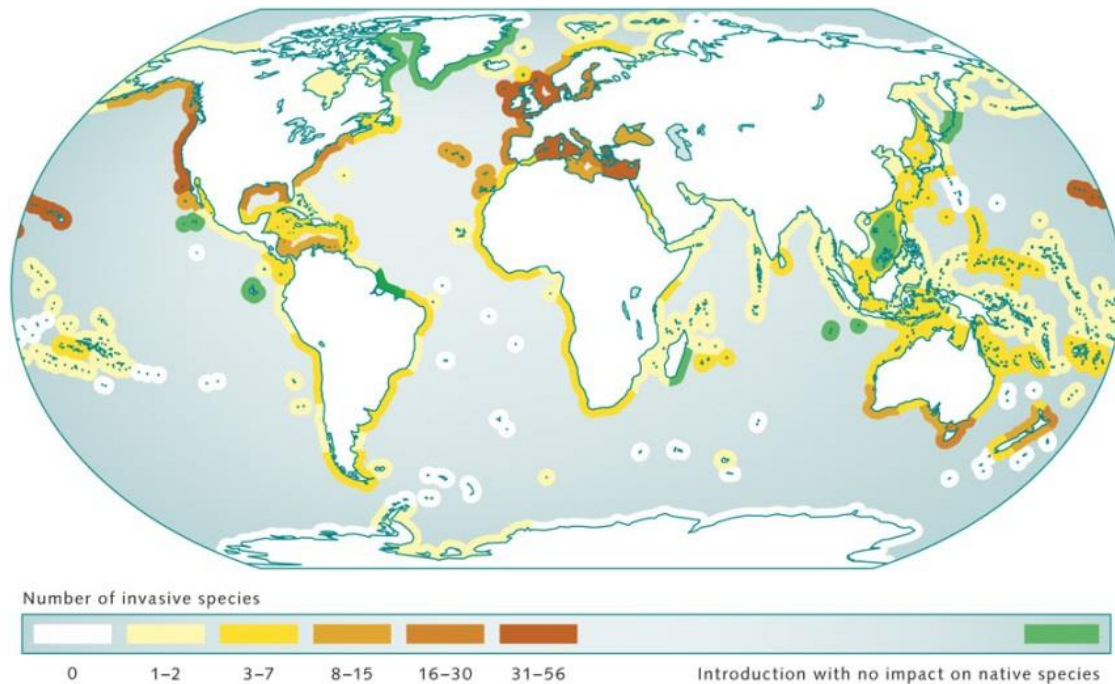 Number of invasive species
0 1–2 3–7 8–15 16–30 31–56 Introduction with no impact on native species